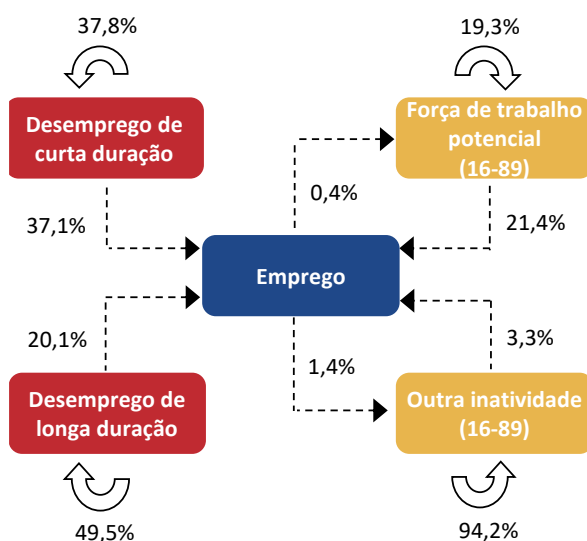 37,8%
19,3%
Desemprego de
curta duração
Força de trabalho
potencial
(16-89)
0,4%
37,1%
21,4%
Emprego
20,1%
1,4%
3,3%
Desemprego de
longa duração
Outra inatividade
(16-89)
49,5%
94,2%